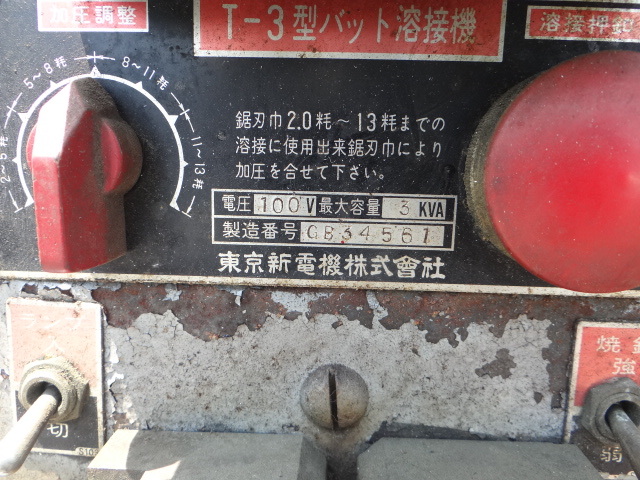 加圧調整
T-3型バット溶接機
溶接押釦
2~5粍
5~8粍
8~11粍
11~13粍
鋸刃巾2.0粍~13粍までの
溶接に使用出来鋸刃巾により
加圧を合せて下さい。
電圧 100V 最大容量 3 KVA
製造番号 GB34561
東京新電機株式會社
切
焼鈍
強
弱